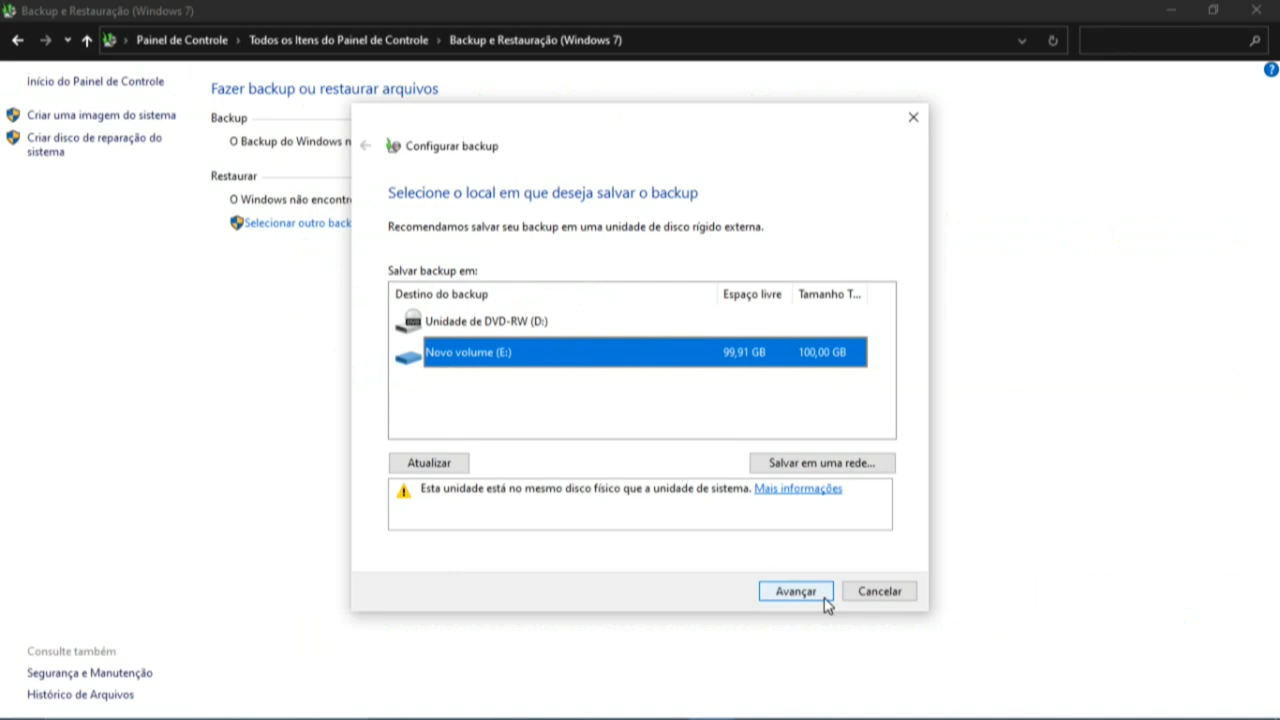 Backup e Restauração (Windows 7)
Painel de Controle › Todos os Itens do Painel de Controle › Backup e Restauração (Windows 7)
Início do Painel de Controle
Criar uma imagem do sistema
Criar disco de reparação do
sistema
Fazer backup ou restaurar arquivos
Backup
O Backup do Windows n
Restaurar
O Windows não encontr
Selecionar outro back
Configurar backup
Selecione o local em que deseja salvar o backup
Recomendamos salvar seu backup em uma unidade de disco rígido externa.
Salvar backup em:
Destino do backup Espaço livre Tamanho T...
Unidade de DVD-RW (D:)
Novo volume (E:) 99,91 GB 100,00 GB
Atualizar Salvar em uma rede...
Esta unidade está no mesmo disco físico que a unidade de sistema. Mais informações
Avançar Cancelar
Consulte também
Segurança e Manutenção
Histórico de Arquivos